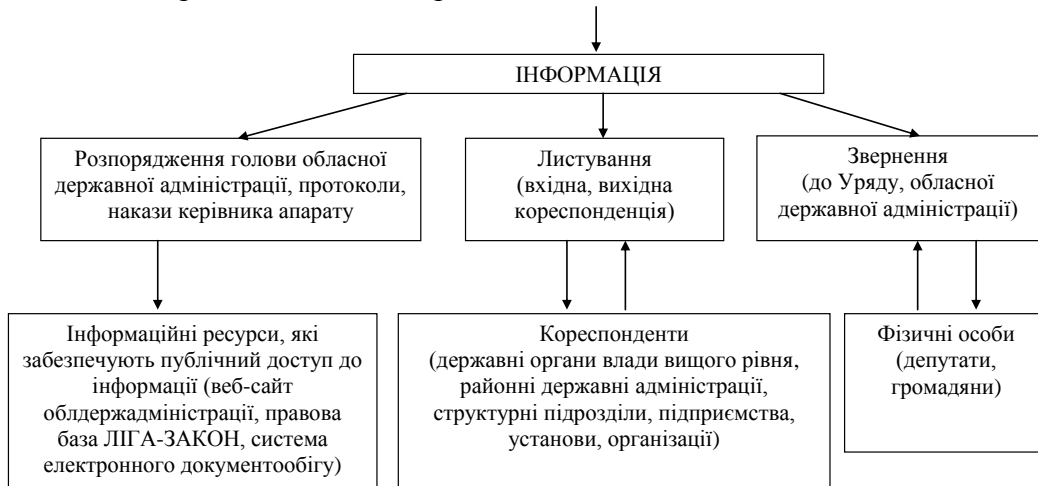 ІНФОРМАЦІЯ
Розпорядження голови обласної
державної адміністрації, протоколи,
накази керівника апарату
Листування
(вхідна, вихідна
кореспонденція)
Звернення
(до Уряду, обласної
державної адміністрації)
Інформаційні ресурси, які
забезпечують публічний доступ до
інформації (веб-сайт
облдержадміністрації, правова
база ЛІГА-ЗАКОН, система
електронного документообігу)
Кореспонденти
(державні органи влади вищого рівня,
районні державні адміністрації,
структурні підрозділи, підприємства,
установи, організації)
Фізичні особи
(депутати,
громадяни)